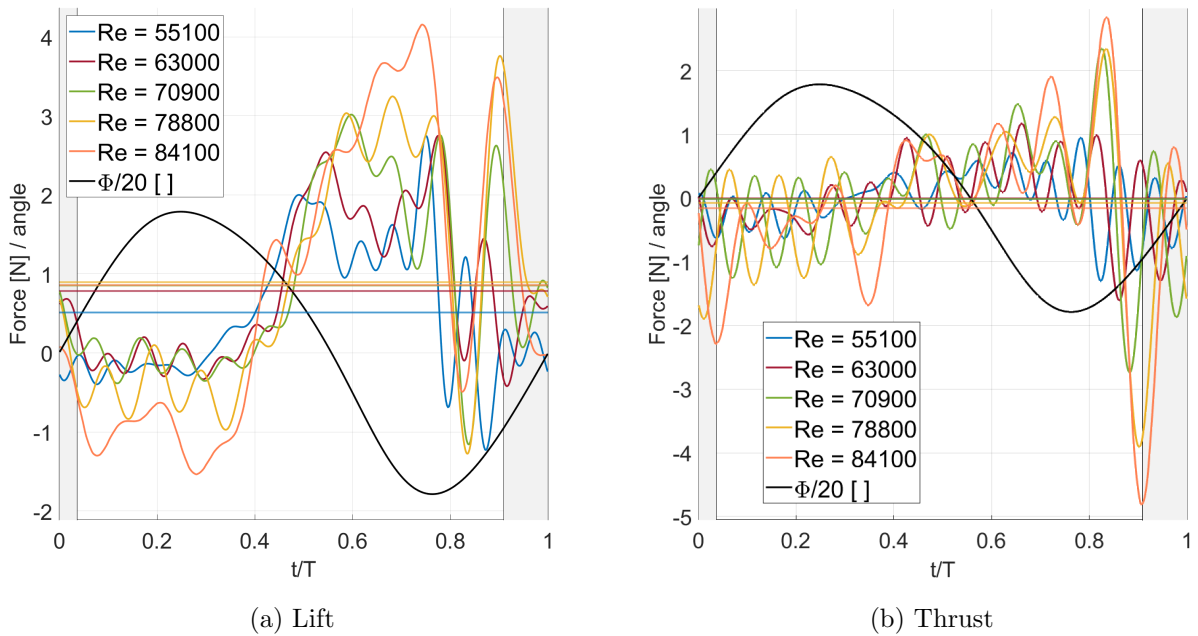 Force [N] / angle
4
3
2
1
0
-1
-2
Re = 55100
Re = 63000
Re = 70900
Re = 78800
Re = 84100
Φ/20 [ ]
0 0.2 0.4 0.6 0.8 1
t/T
(a) Lift
Force [N] / angle
2
1
0
-1
-2
-3
-4
-5
Re = 55100
Re = 63000
Re = 70900
Re = 78800
Re = 84100
Φ/20 [ ]
0 0.2 0.4 0.6 0.8 1
t/T
(b) Thrust